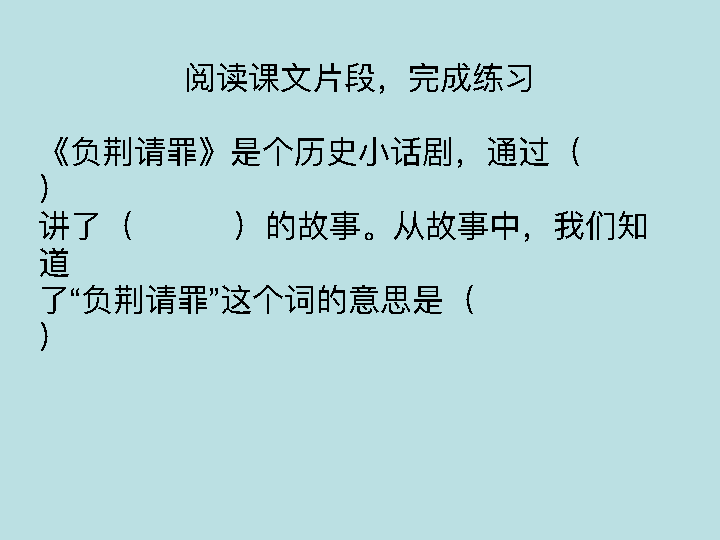 阅读课文片段，完成练习
《负荆请罪》是个历史小话剧，通过（
）
讲了（　　　）的故事。从故事中，我们知
道
了“负荆请罪”这个词的意思是（
）